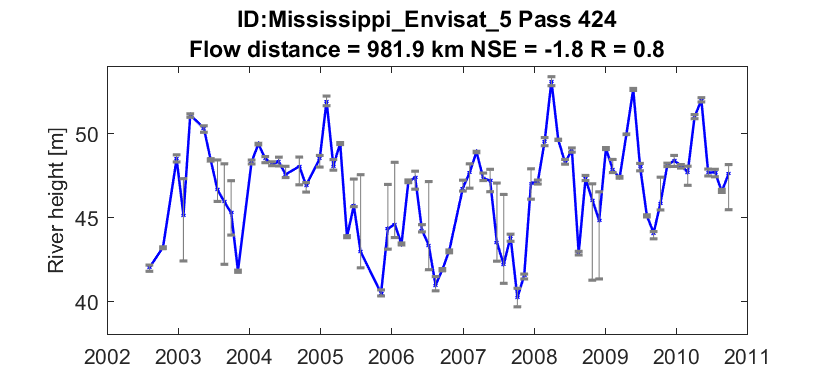 ID:Mississippi_Envisat_5 Pass 424
Flow distance = 981.9 km NSE = -1.8 R = 0.8
River height [m]
50
45
40
2002 2003 2004 2005 2006 2007 2008 2009 2010 2011